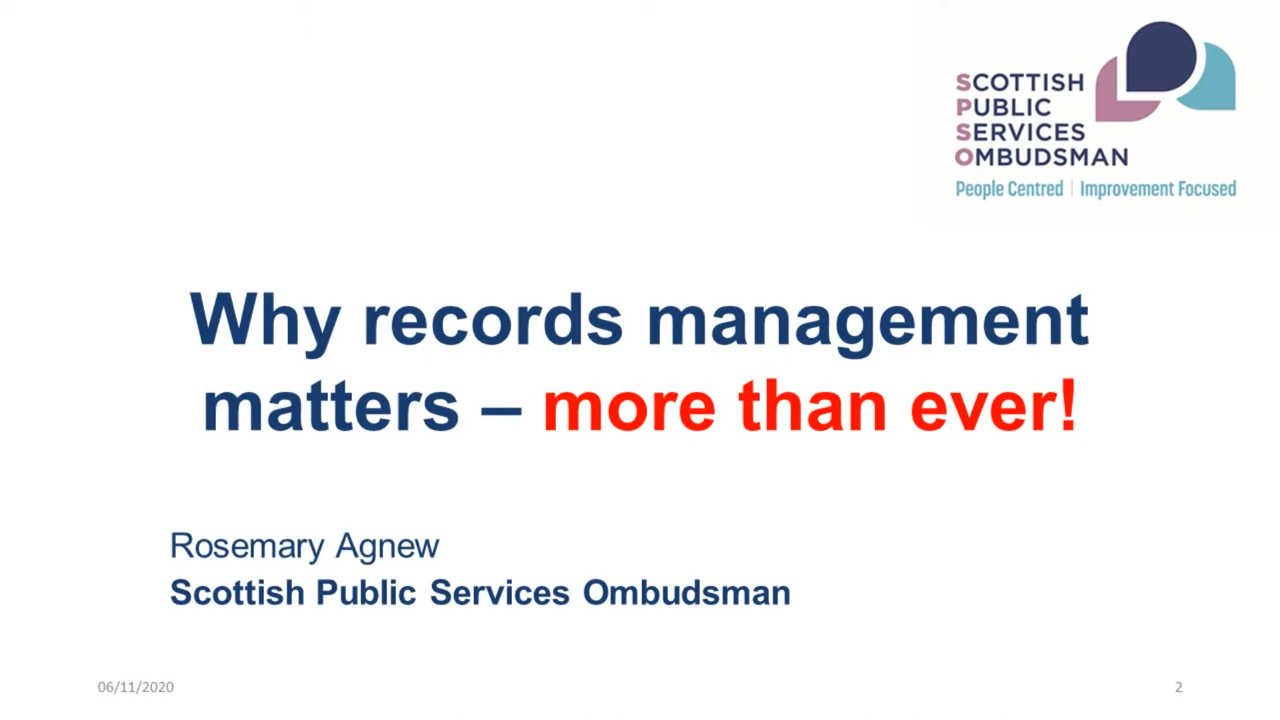 SCOTTISH
PUBLIC
SERVICES
OMBUDSMAN
People Centred | Improvement Focused
Why records management
matters – more than ever!
Rosemary Agnew
Scottish Public Services Ombudsman
06/11/2020
2